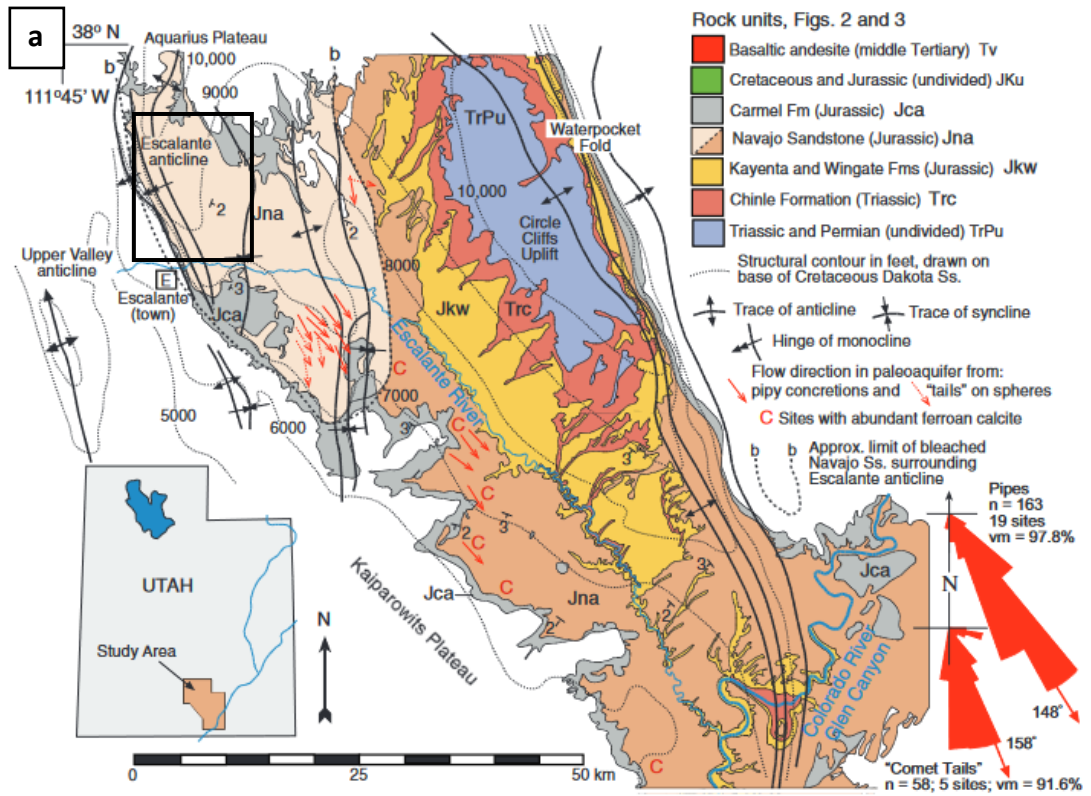 a
38° N
111°45' W
Aquarius Plateau
10,000
9000
b
b
Escalante
anticline
2
Jna
2
Upper Valley
anticline
E
Escalante
(town)
3
Jca
5000
6000
7000
8000
C
3
TrPu
10,000
Circle
Cliffs
Uplift
Waterpocket
Fold
Jkw
Trc
Escalante
River
3
C
C
C
C
C
2
3
3
2
2
Jca
Jna
Kaiparowits Plateau
Jca
Colorado River
Glen Canyon
UTAH
Study Area
N
0
25
50 km
Rock units, Figs. 2 and 3
Basaltic andesite (middle Tertiary) Tv
Cretaceous and Jurassic (undivided) JKu
Carmel Fm (Jurassic) Jca
Navajo Sandstone (Jurassic) Jna
Kayenta and Wingate Fms (Jurassic) Jkw
Chinle Formation (Triassic) Trc
Triassic and Permian (undivided) TrPu
Structural contour in feet, drawn on
base of Cretaceous Dakota Ss.
Trace of anticline
Trace of syncline
Hinge of monocline
Flow direction in paleoaquifer from:
pipy concretions and "tails" on spheres
C Sites with abundant ferroan calcite
b b
Approx. limit of bleached
Navajo Ss. surrounding
Escalante anticline
Pipes
n = 163
19 sites
vm = 97.8%
N
148°
158°
"Comet Tails"
n = 58; 5 sites; vm = 91.6%